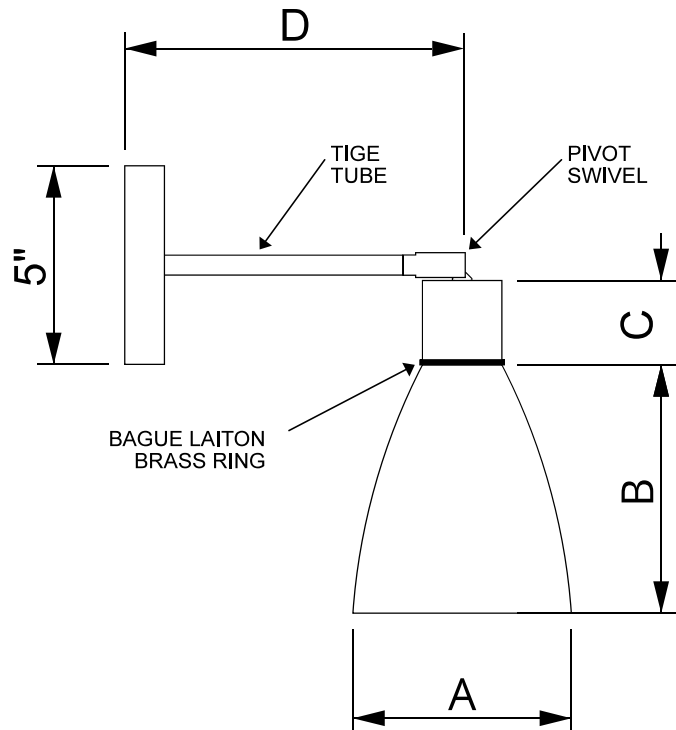 D
TIGE
TUBE
PIVOT
SWIVEL
5"
C
BAGUE LAITON
BRASS RING
B
A